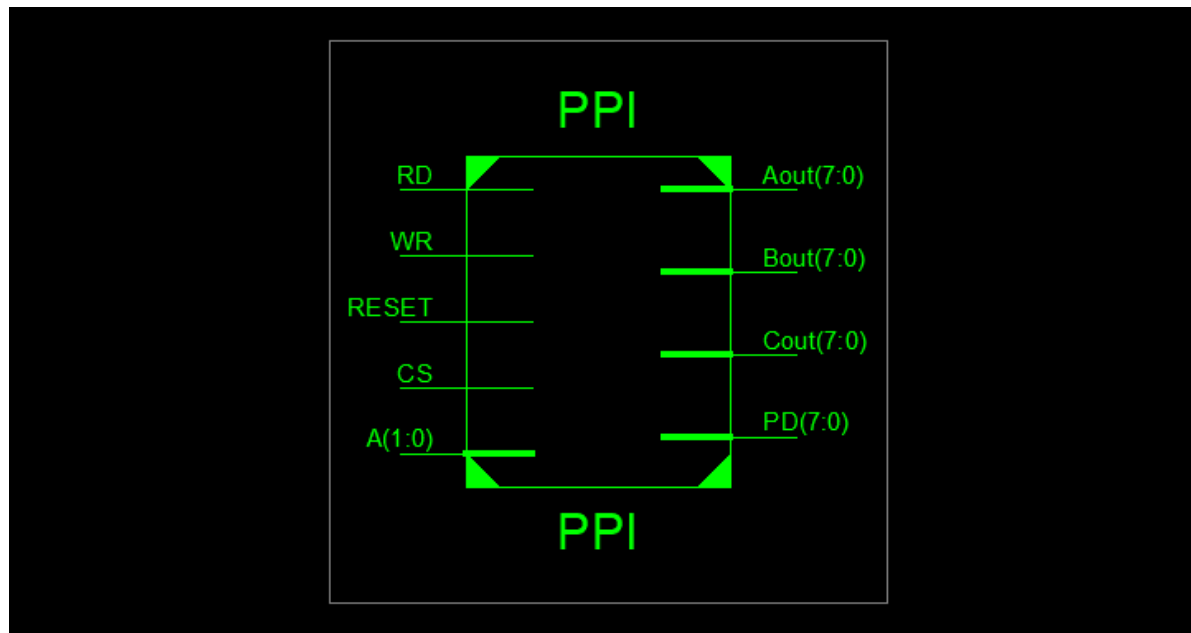 PPI
RD
Aout(7:0)
WR
Bout(7:0)
RESET
Cout(7:0)
CS
PD(7:0)
A(1:0)
PPI